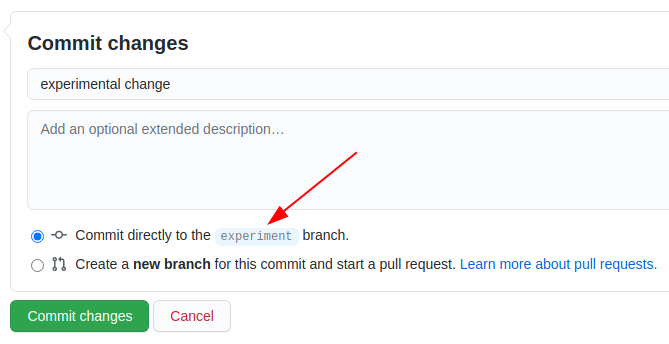 Commit changes
experimental change
Add an optional extended description…
Commit directly to the experiment branch.
Create a new branch for this commit and start a pull request. Learn more about pull requests.
Commit changes
Cancel